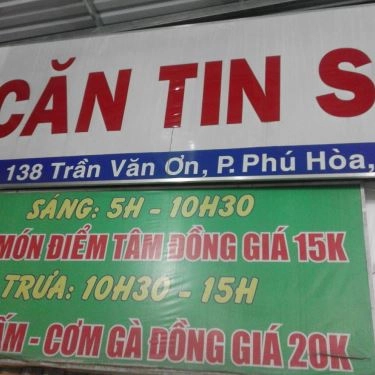 CĂN TIN S
138 Trần Văn Ơn, P. Phú Hòa,
SÁNG: 5H - 10H30
MÓN ĐIỂM TÂM ĐỒNG GIÁ 15K
TRƯA: 10H30 - 15H
- CƠM GÀ ĐỒNG GIÁ 20K